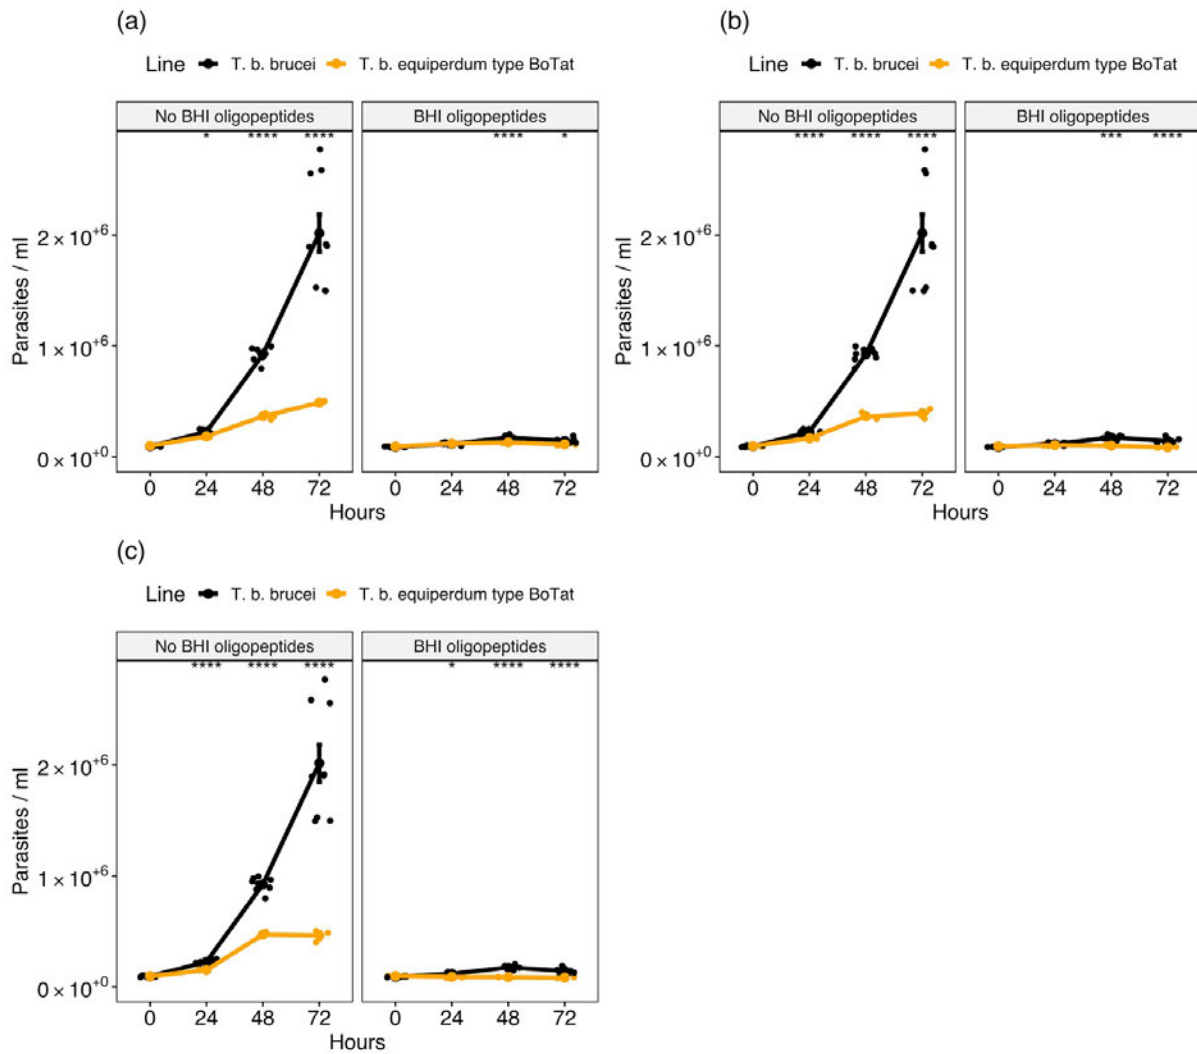 (a)
Line T. b. brucei T. b. equiperdum type BoTat
No BHI oligopeptides BHI oligopeptides
* **** **** **** *
Parasites / ml
2 × 10⁺⁶
1 × 10⁺⁶
0 × 10⁺⁰
0 24 48 72 0 24 48 72
Hours
(b)
Line T. b. brucei T. b. equiperdum type BoTat
No BHI oligopeptides BHI oligopeptides
**** **** **** *** ****
Parasites / ml
2 × 10⁺⁶
1 × 10⁺⁶
0 × 10⁺⁰
0 24 48 72 0 24 48 72
Hours
(c)
Line T. b. brucei T. b. equiperdum type BoTat
No BHI oligopeptides BHI oligopeptides
**** **** **** * **** ****
Parasites / ml
2 × 10⁺⁶
1 × 10⁺⁶
0 × 10⁺⁰
0 24 48 72 0 24 48 72
Hours